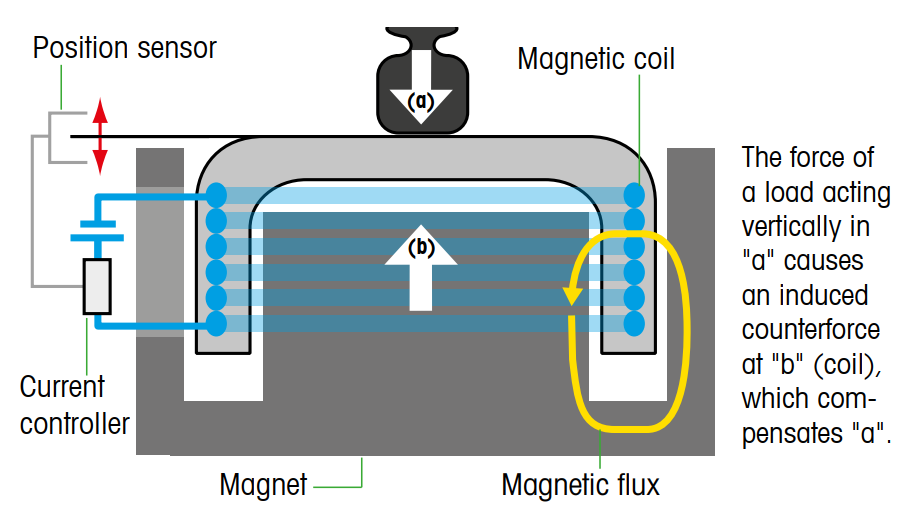 Position sensor
Magnetic coil
(a)
(b)
The force of
a load acting
vertically in
"a" causes
an induced
counterforce
at "b" (coil),
which com-
pensates "a".
Current
controller
Magnet
Magnetic flux